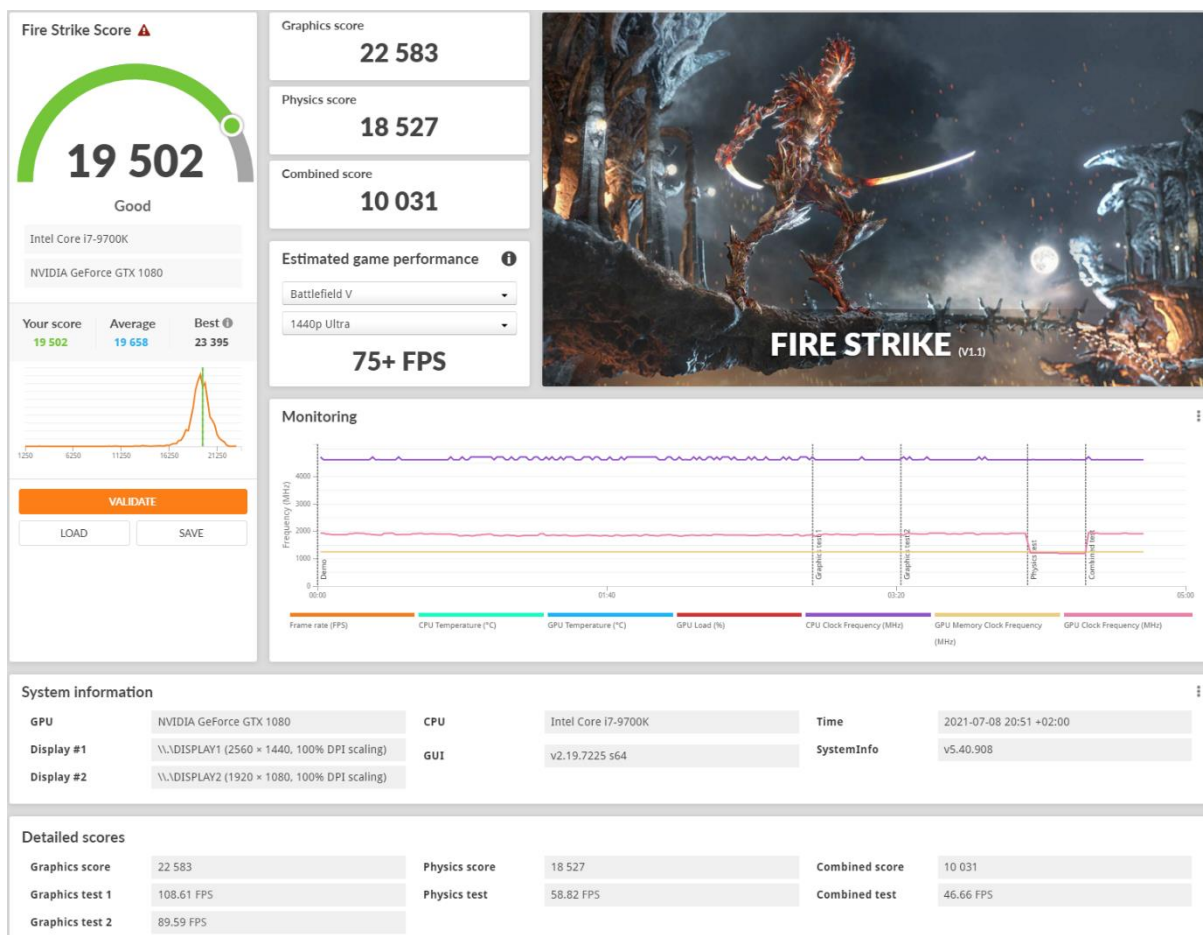 Fire Strike Score
19 502
Good
Intel Core i7-9700K
NVIDIA GeForce GTX 1080
Your score Average Best
19 502 19 658 23 395
1250 6250 11250 16250 21250
VALIDATE
LOAD SAVE
Graphics score
22 583
Physics score
18 527
Combined score
10 031
Estimated game performance
Battlefield V
1440p Ultra
75+ FPS
FIRE STRIKE (V1.1)
Monitoring
Frequency (MHz)
4000
3000
2000
1000
0
Demo
Graphics test 1
Graphics test 2
Physics test
Combined test
00:00 01:40 03:20 05:00
Frame rate (FPS) CPU Temperature (°C) GPU Temperature (°C) GPU Load (%) CPU Clock Frequency (MHz) GPU Memory Clock Frequency GPU Clock Frequency (MHz)
(MHz)
System information
GPU NVIDIA GeForce GTX 1080 CPU Intel Core i7-9700K Time 2021-07-08 20:51 +02:00
Display #1 \\.\DISPLAY1 (2560 × 1440, 100% DPI scaling) GUI v2.19.7225 s64 SystemInfo v5.40.908
Display #2 \\.\DISPLAY2 (1920 × 1080, 100% DPI scaling)
Detailed scores
Graphics score 22 583 Physics score 18 527 Combined score 10 031
Graphics test 1 108.61 FPS Physics test 58.82 FPS Combined test 46.66 FPS
Graphics test 2 89.59 FPS